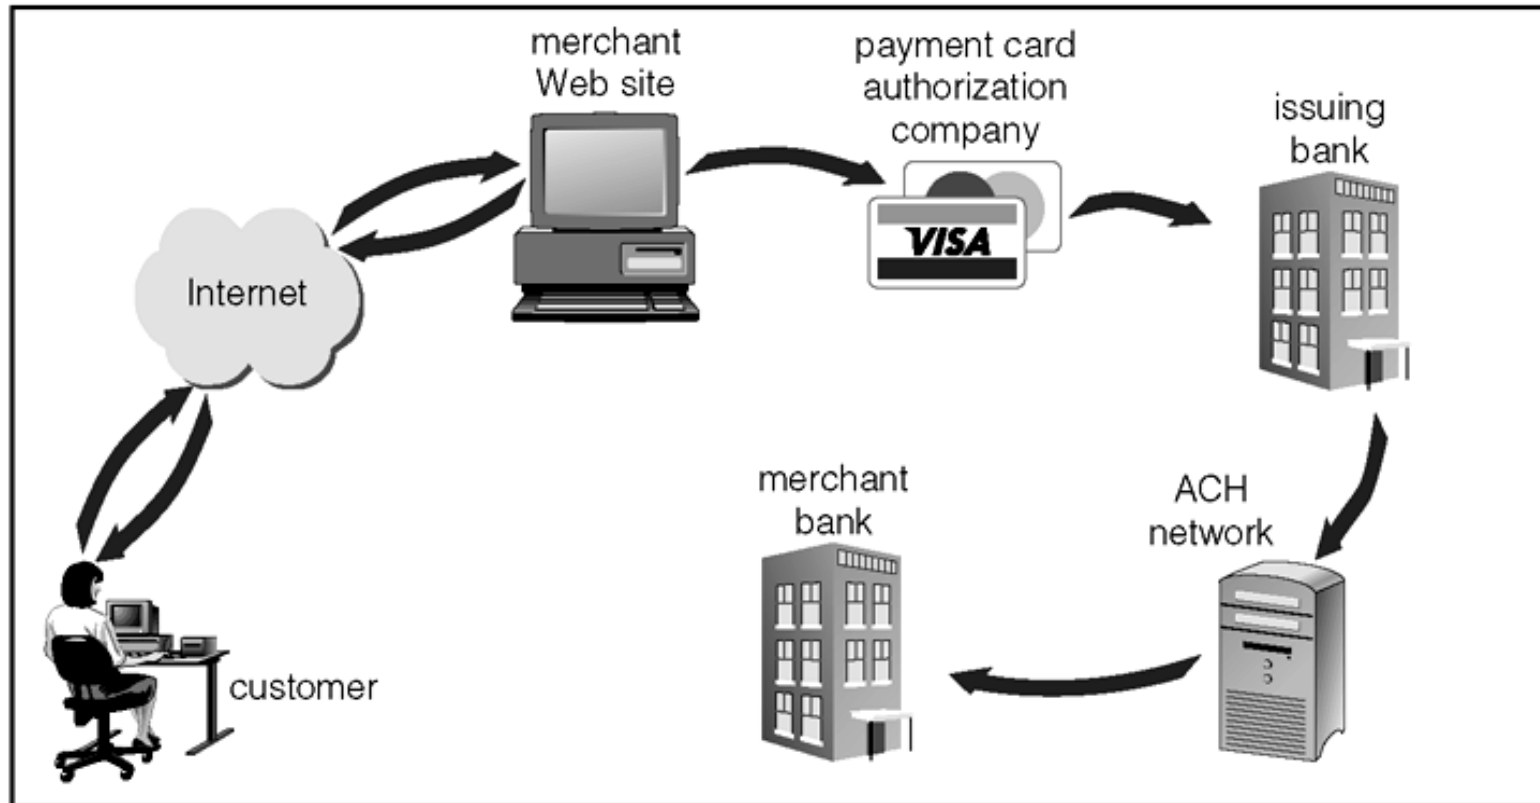 merchant
Web site
payment card
authorization
company
issuing
bank
VISA
Internet
merchant
bank
ACH
network
customer